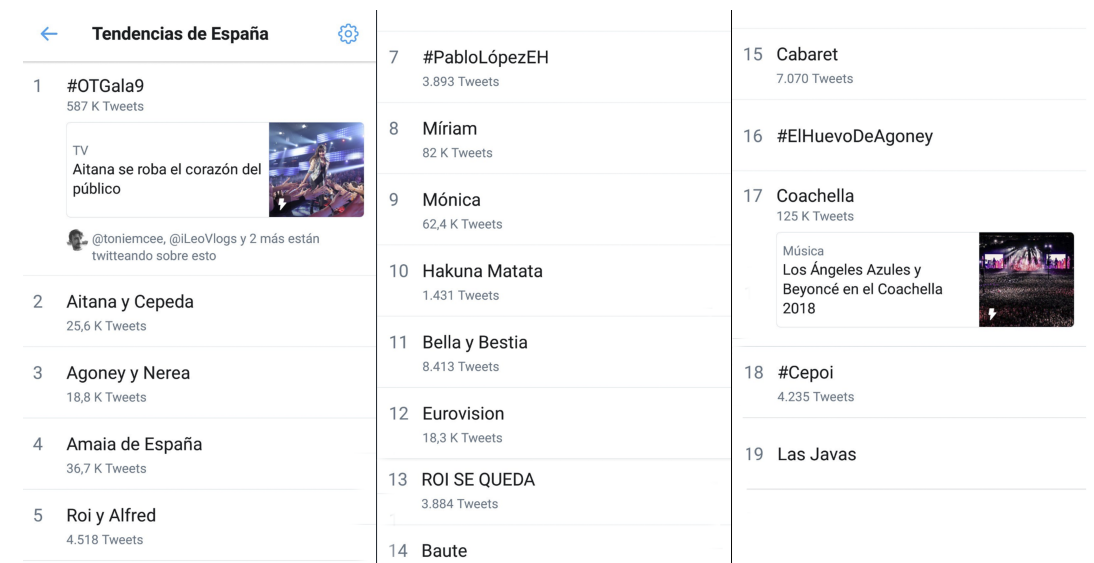 Tendencias de España
1 #OTGala9
587 K Tweets
TV
Aitana se roba el corazón del
público
@toniemcee, @iLeoVlogs y 2 más están
twitteando sobre esto
2 Aitana y Cepeda
25,6 K Tweets
3 Agoney y Nerea
18,8 K Tweets
4 Amaia de España
36,7 K Tweets
5 Roi y Alfred
4.518 Tweets
7 #PabloLópezEH
3.893 Tweets
8 Míriam
82 K Tweets
9 Mónica
62,4 K Tweets
10 Hakuna Matata
1.431 Tweets
11 Bella y Bestia
8.413 Tweets
12 Eurovision
18,3 K Tweets
13 ROI SE QUEDA
3.884 Tweets
14 Baute
15 Cabaret
7.070 Tweets
16 #ElHuevoDeAgoney
17 Coachella
125 K Tweets
Música
Los Ángeles Azules y
Beyoncé en el Coachella
2018
18 #Cepoi
4.235 Tweets
19 Las Javas